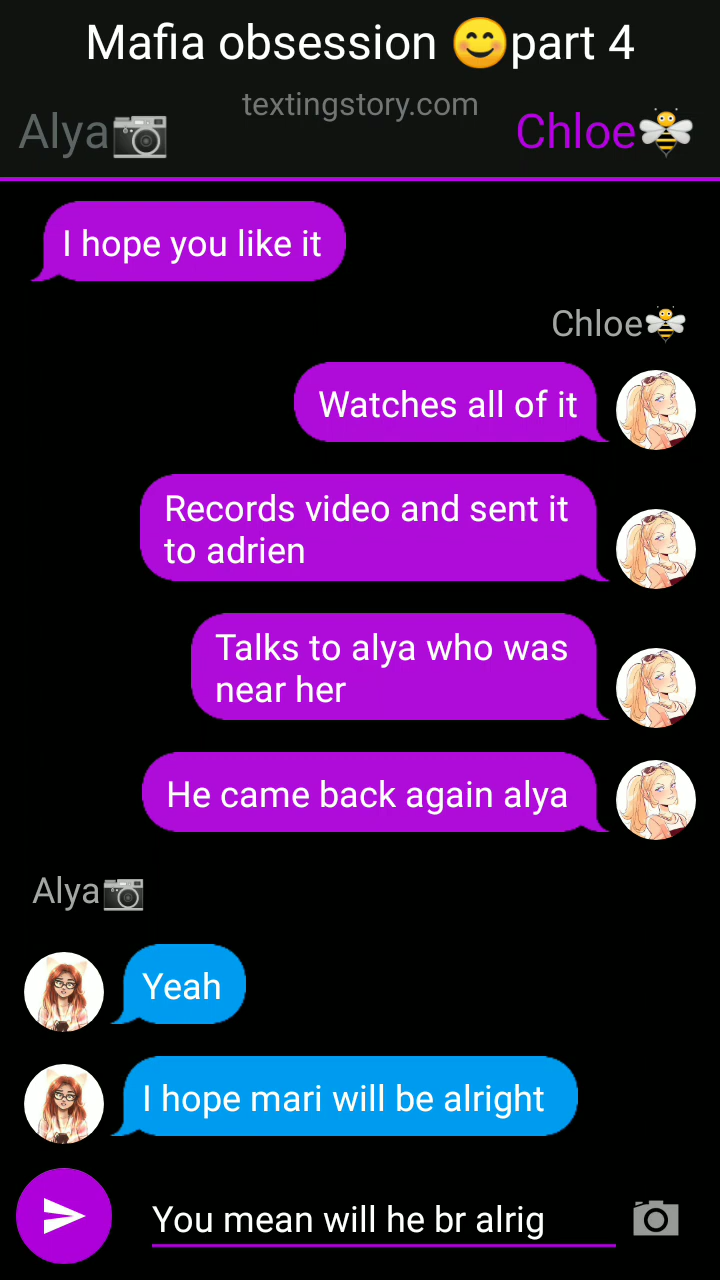 Mafia obsession 😊part 4
textingstory.com
Alya📷
Chloe🐝
I hope you like it
Chloe🐝
Watches all of it
Records video and sent it
to adrien
Talks to alya who was
near her
He came back again alya
Alya📷
Yeah
I hope mari will be alright
You mean will he br alrig